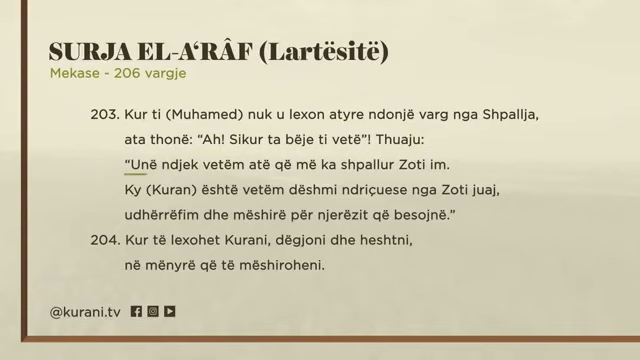 SURJA EL-A‘RÂF (Lartësitë)
Mekase - 206 vargje
203. Kur ti (Muhamed) nuk u lexon atyre ndonjë varg nga Shpallja,
ata thonë: “Ah! Sikur ta bëje ti vetë”! Thuaju:
“Unë ndjek vetëm atë që më ka shpallur Zoti im.
Ky (Kuran) është vetëm dëshmi ndriçuese nga Zoti juaj,
udhërrëfim dhe mëshirë për njerëzit që besojnë.”
204. Kur të lexohet Kurani, dëgjoni dhe heshtni,
në mënyrë që të mëshiroheni.
@kurani.tv